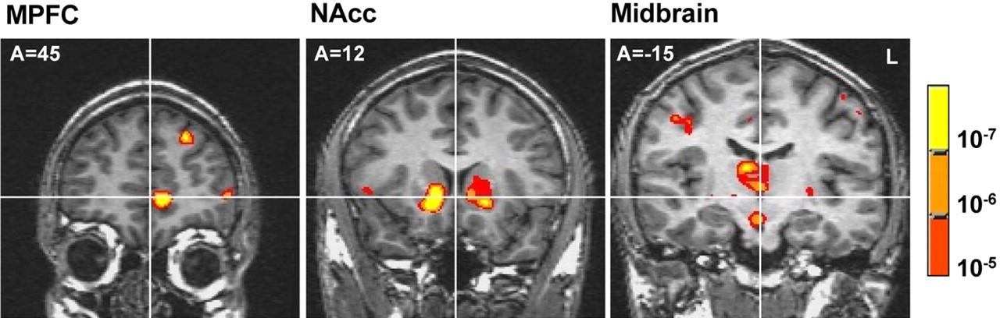 MPFC
NAcc
Midbrain
A=45
A=12
A=-15
L
10-7
10-6
10-5